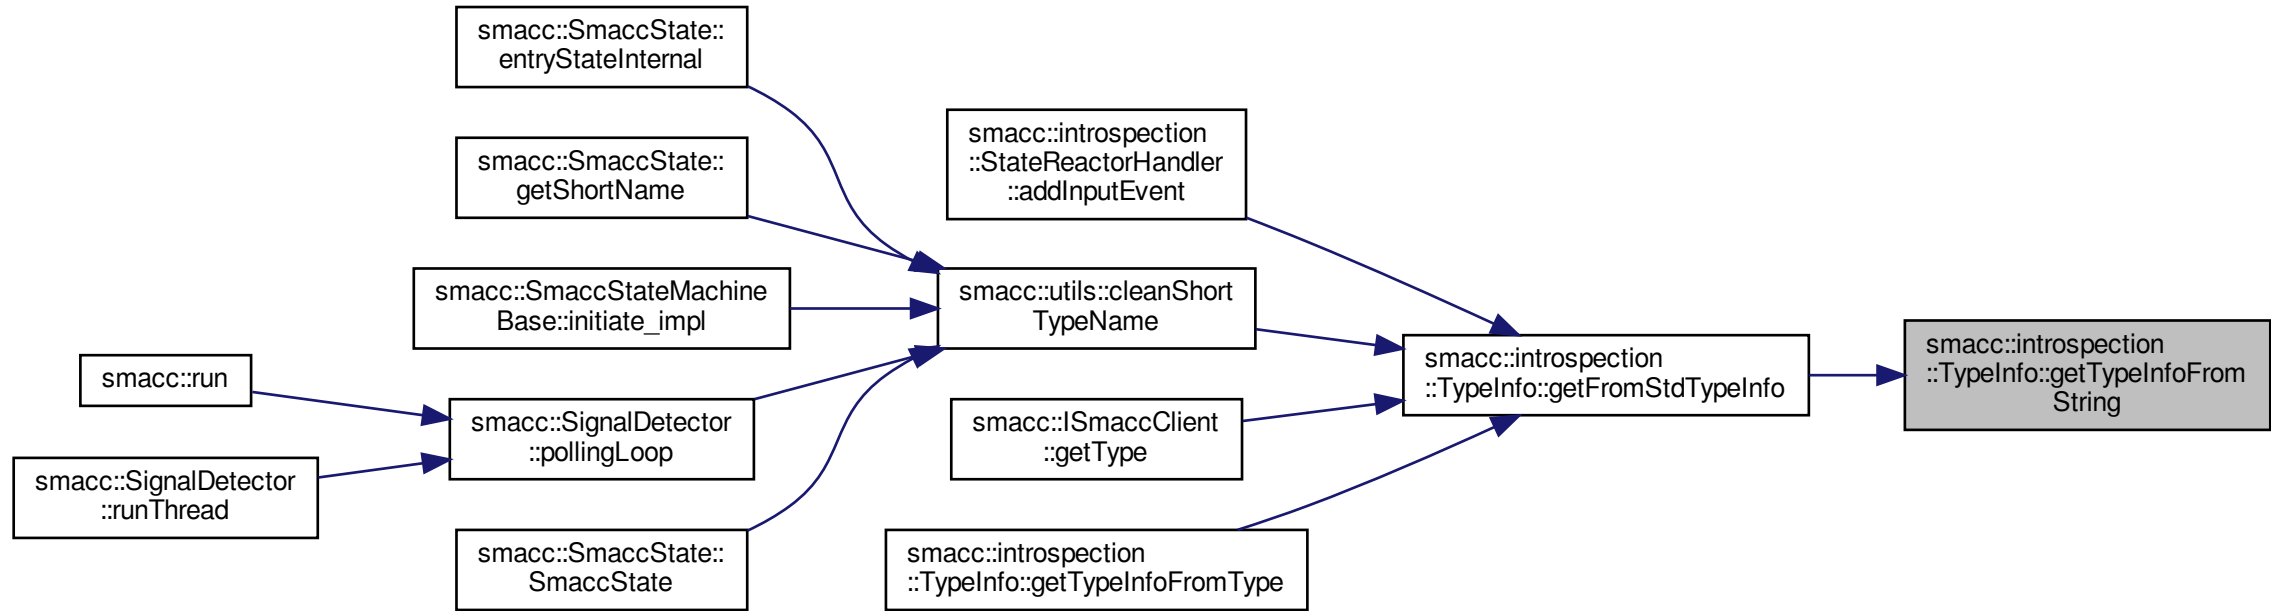 smacc::SmaccState::
entryStateInternal
smacc::SmaccState::
getShortName
smacc::SmaccStateMachine
Base::initiate_impl
smacc::run
smacc::SignalDetector
::runThread
smacc::SignalDetector
::pollingLoop
smacc::SmaccState::
SmaccState
smacc::introspection
::StateReactorHandler
::addInputEvent
smacc::utils::cleanShort
TypeName
smacc::ISmaccClient
::getType
smacc::introspection
::TypeInfo::getTypeInfoFromType
smacc::introspection
::TypeInfo::getFromStdTypeInfo
smacc::introspection
::TypeInfo::getTypeInfoFrom
String